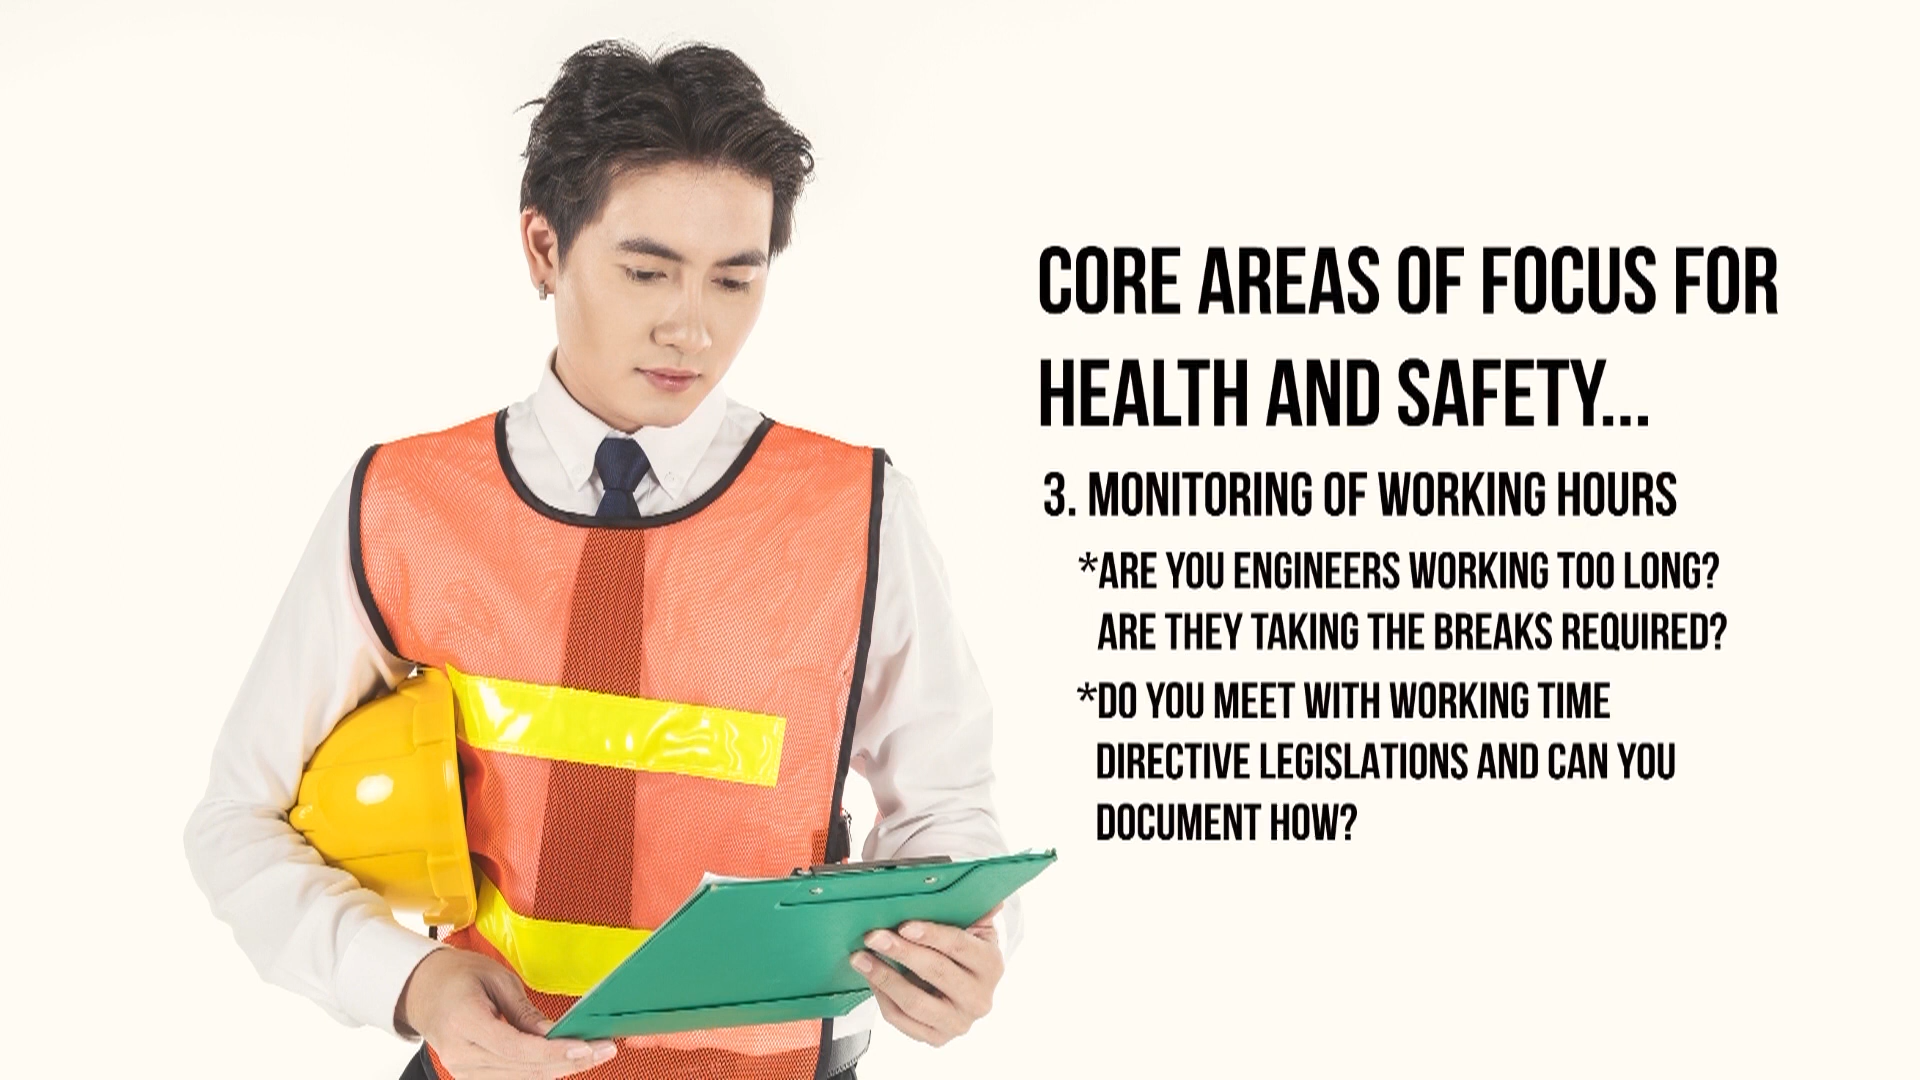 CORE AREAS OF FOCUS FOR
HEALTH AND SAFETY...
3. MONITORING OF WORKING HOURS
*ARE YOU ENGINEERS WORKING TOO LONG?
ARE THEY TAKING THE BREAKS REQUIRED?
*DO YOU MEET WITH WORKING TIME
DIRECTIVE LEGISLATIONS AND CAN YOU
DOCUMENT HOW?